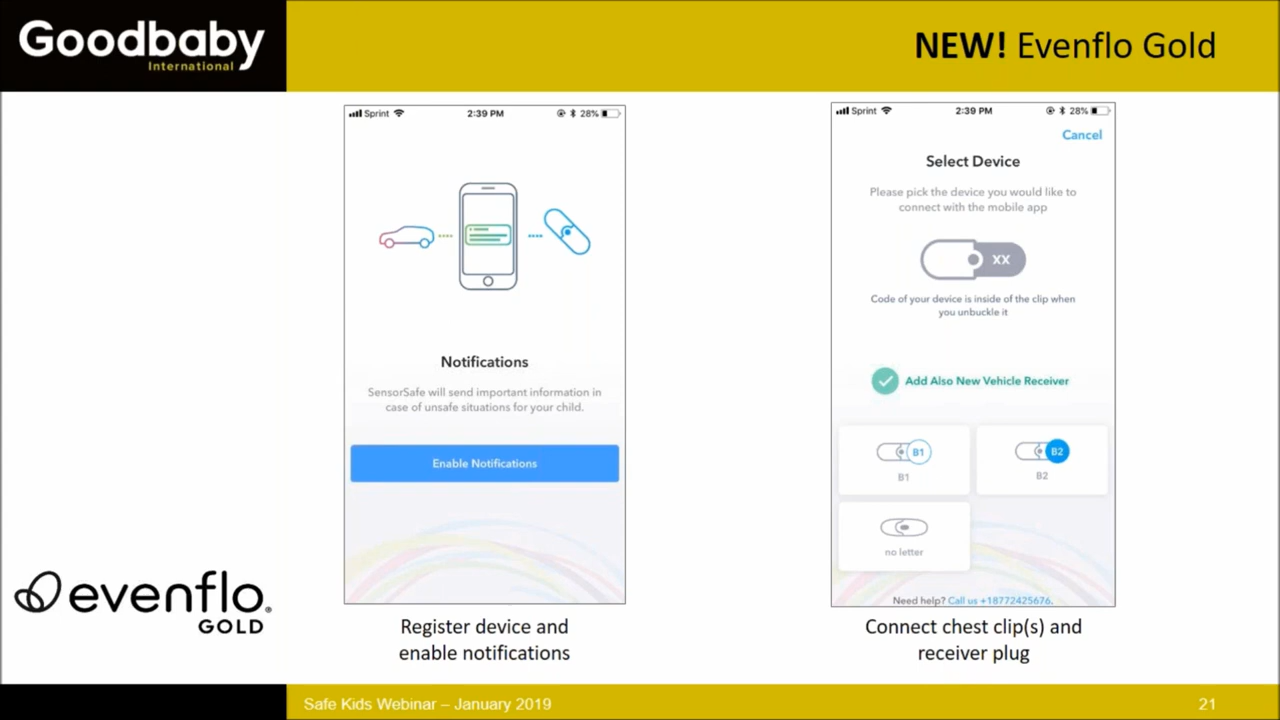 Goodbaby
International
NEW! Evenflo Gold
Sprint 2:39 PM 28%
Notifications
SensorSafe will send important information in
case of unsafe situations for your child.
Enable Notifications
Register device and
enable notifications
Sprint 2:39 PM 28%
Cancel
Select Device
Please pick the device you would like to
connect with the mobile app
XX
Code of your device is inside of the clip when
you unbuckle it
Add Also New Vehicle Receiver
B1
B1
B2
B2
no letter
Need help? Call us +18772425676.
Connect chest clip(s) and
receiver plug
evenflo®
GOLD
Safe Kids Webinar – January 2019
21